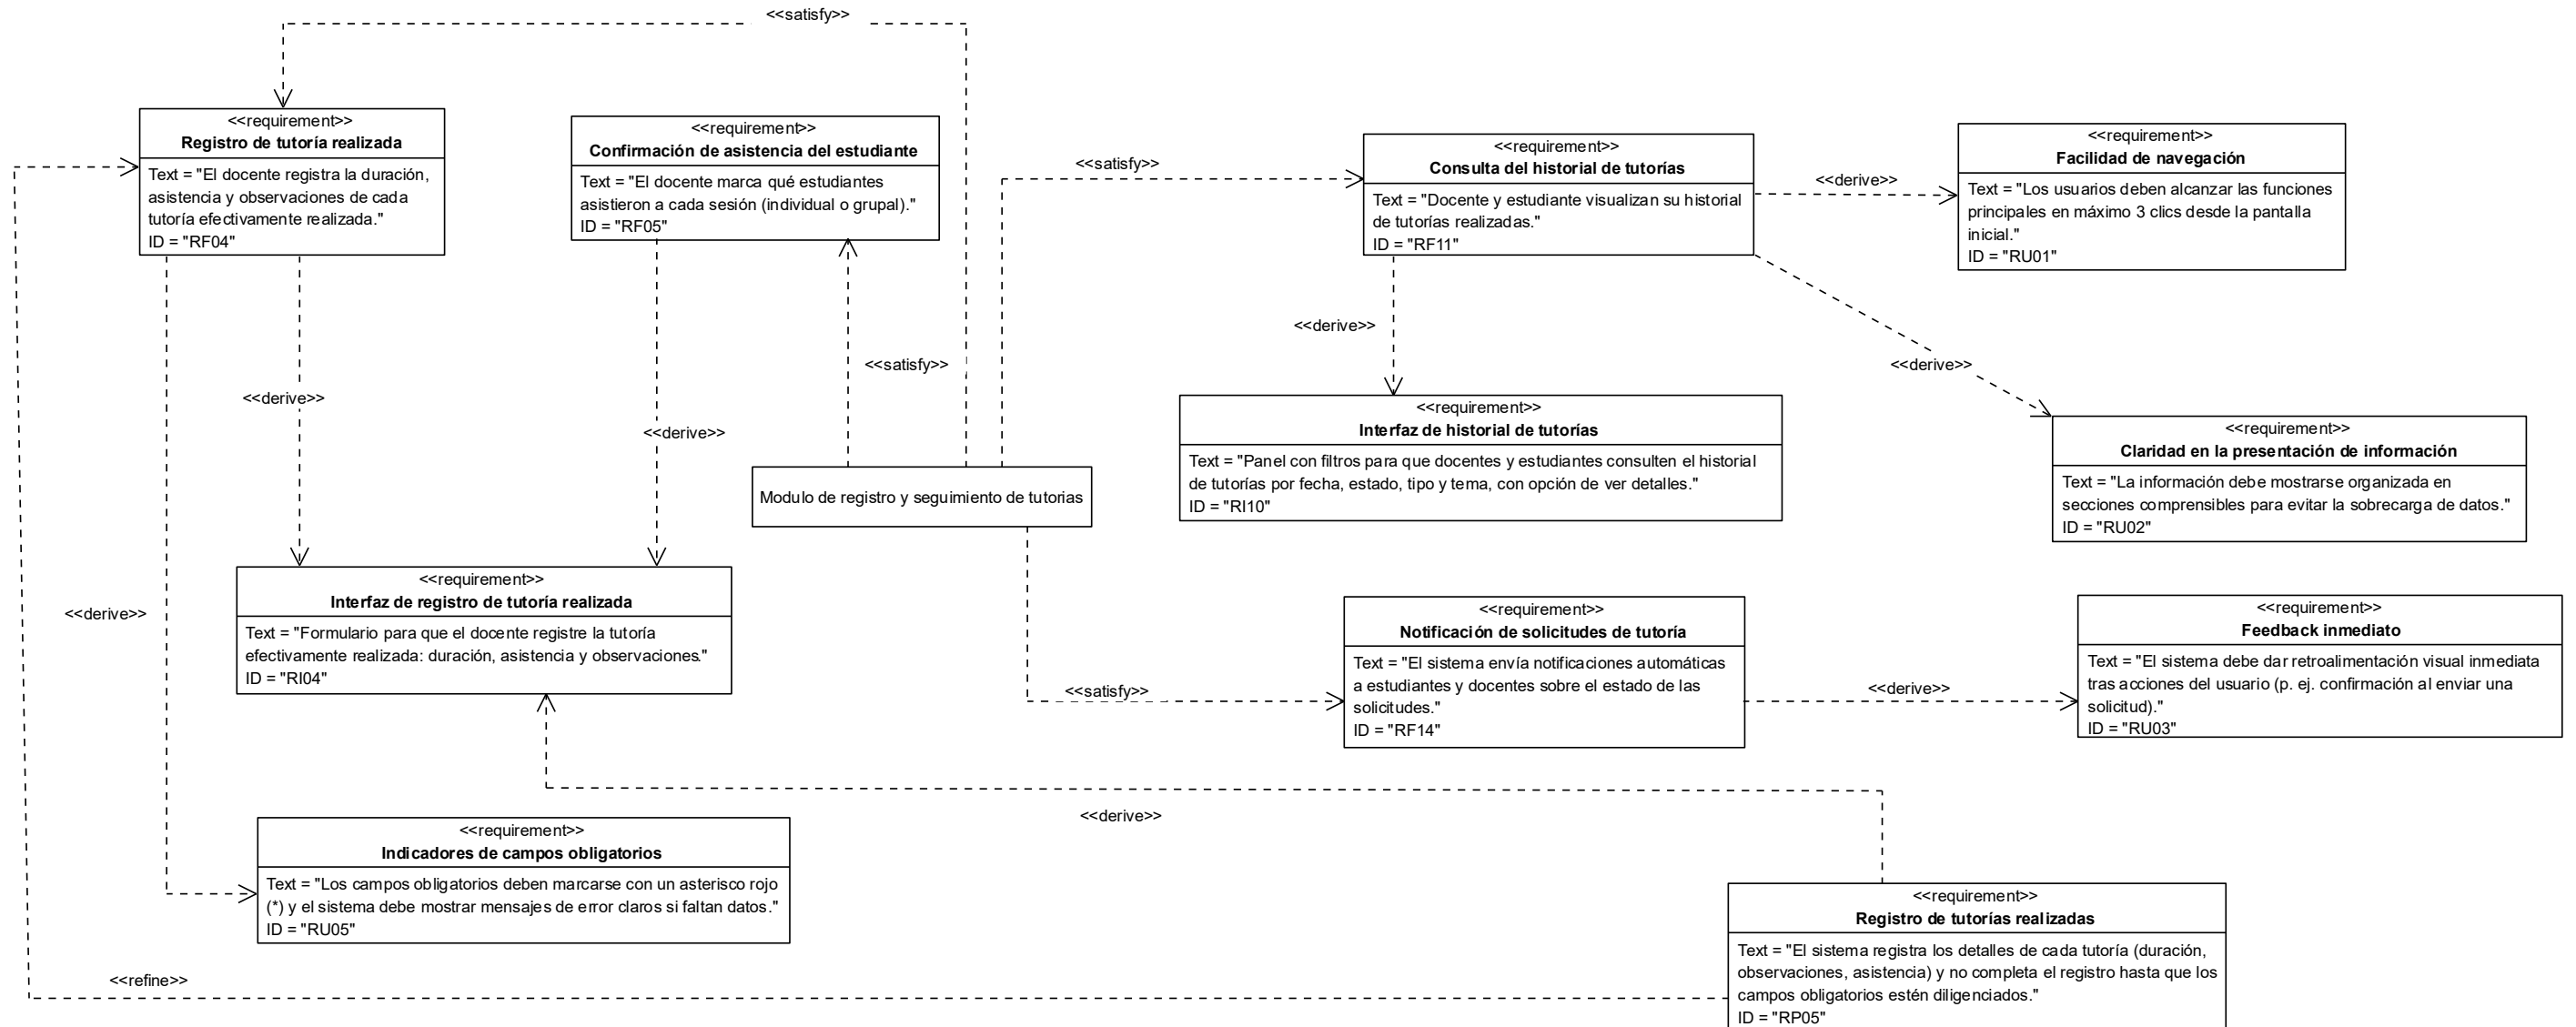 <<satisfy>>
<<requirement>>
Registro de tutoría realizada
Text = "El docente registra la duración,
asistencia y observaciones de cada
tutoría efectivamente realizada."
ID = "RF04"
<<requirement>>
Confirmación de asistencia del estudiante
Text = "El docente marca qué estudiantes
asistieron a cada sesión (individual o grupal)."
ID = "RF05"
<<satisfy>>
<<requirement>>
Consulta del historial de tutorías
Text = "Docente y estudiante visualizan su historial
de tutorías realizadas."
ID = "RF11"
<<derive>>
<<requirement>>
Facilidad de navegación
Text = "Los usuarios deben alcanzar las funciones
principales en máximo 3 clics desde la pantalla
inicial."
ID = "RU01"
<<derive>>
<<satisfy>>
<<derive>>
<<derive>>
<<derive>>
<<requirement>>
Interfaz de historial de tutorías
Text = "Panel con filtros para que docentes y estudiantes consulten el historial
de tutorías por fecha, estado, tipo y tema, con opción de ver detalles."
ID = "RI10"
<<requirement>>
Claridad en la presentación de información
Text = "La información debe mostrarse organizada en
secciones comprensibles para evitar la sobrecarga de datos."
ID = "RU02"
Modulo de registro y seguimiento de tutorias
<<requirement>>
Interfaz de registro de tutoría realizada
Text = "Formulario para que el docente registre la tutoría
efectivamente realizada: duración, asistencia y observaciones."
ID = "RI04"
<<derive>>
<<satisfy>>
<<requirement>>
Notificación de solicitudes de tutoría
Text = "El sistema envía notificaciones automáticas
a estudiantes y docentes sobre el estado de las
solicitudes."
ID = "RF14"
<<derive>>
<<requirement>>
Feedback inmediato
Text = "El sistema debe dar retroalimentación visual inmediata
tras acciones del usuario (p. ej. confirmación al enviar una
solicitud)."
ID = "RU03"
<<derive>>
<<requirement>>
Indicadores de campos obligatorios
Text = "Los campos obligatorios deben marcarse con un asterisco rojo
(*) y el sistema debe mostrar mensajes de error claros si faltan datos."
ID = "RU05"
<<refine>>
<<requirement>>
Registro de tutorías realizadas
Text = "El sistema registra los detalles de cada tutoría (duración,
observaciones, asistencia) y no completa el registro hasta que los
campos obligatorios estén diligenciados."
ID = "RP05"